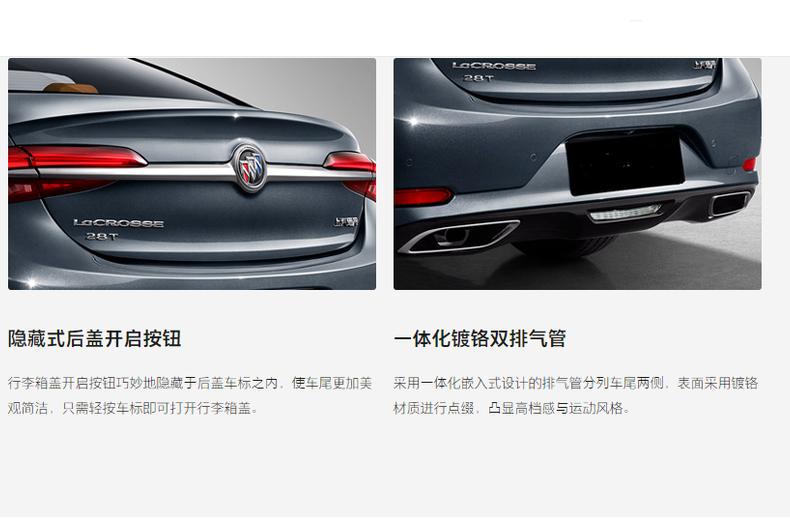 LACROSSE
28T
上汽通用
LACROSSE
28T
隐藏式后盖开启按钮
行李箱盖开启按钮巧妙地隐藏于后盖车标之内，使车尾更加美
观简洁，只需轻按车标即可打开行李箱盖。
一体化镀铬双排气管
采用一体化嵌入式设计的排气管分列车尾两侧，表面采用镀铬
材质进行点缀，凸显高档感与运动风格。